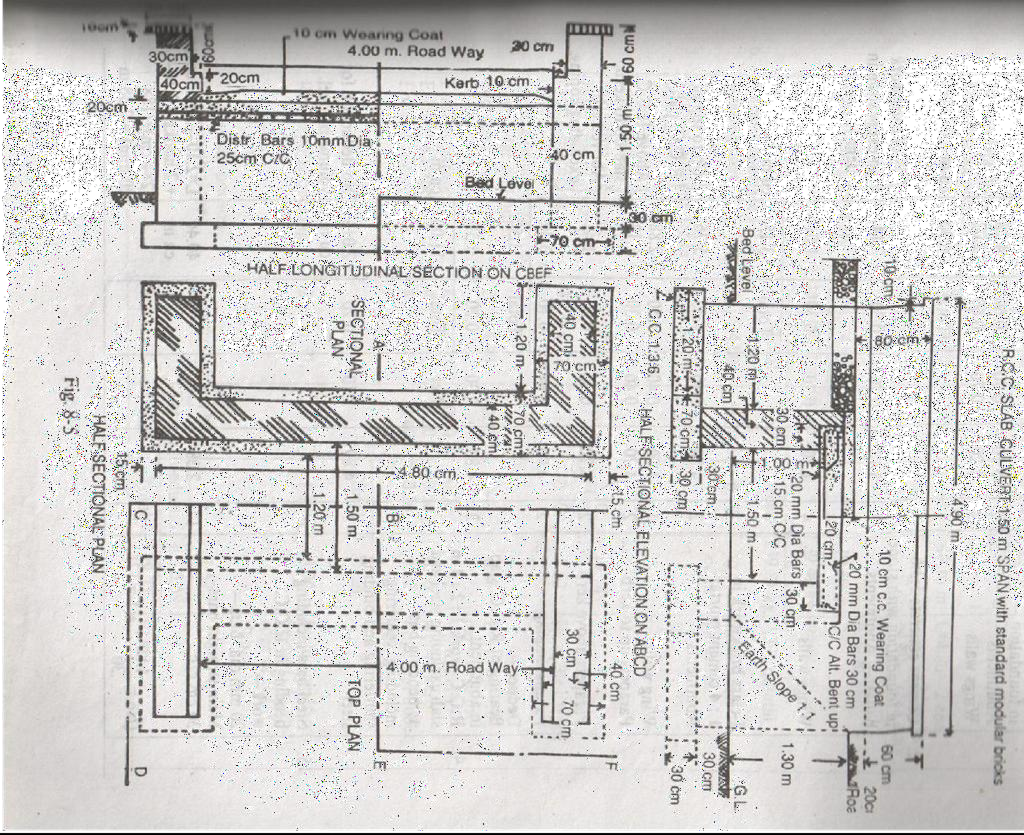 R.C.C. SLAB CULVERT 1.50 m SPAN with standard modular bricks
4.90 m
10cm
80 cm
10 cm c.c. Wearing Coat
60 cm
20 mm Dia Bars 30 cm
C/C Alt. Bent up
20 cm
Bed Level
1.20 m
40 cm
30 cm
1.00 m
20 mm Dia Bars
15 cm C/C
1.50 m
30 cm
Earth Slope 1.1
1.30 m
G.L.
1.20 m
70 cm
30 cm
30 cm
30 cm
30 cm
C/C 1:3:6
HALF SECTIONAL ELEVATION ON ABCD
10 cm Wearing Coat
4.00 m. Road Way
30 cm
60 cm
30cm
60cm
40cm
20cm
20cm
Kerb 10 cm
1.50 m
Distr. Bars 10mm Dia
25cm C/C
40 cm
Bed Level
30 cm
70 cm
HALF LONGITUDINAL SECTION ON CBEF
SECTIONAL
PLAN
A
1.20 m
40 cm
70 cm
70 cm
40 cm
4.80 cm
15 cm
15 cm
1.20 m
1.50 m.
C
B
30 cm
40 cm
70 cm
4.00 m. Road Way
TOP PLAN
D
E
F
HALF SECTIONAL PLAN
Fig. 8-3